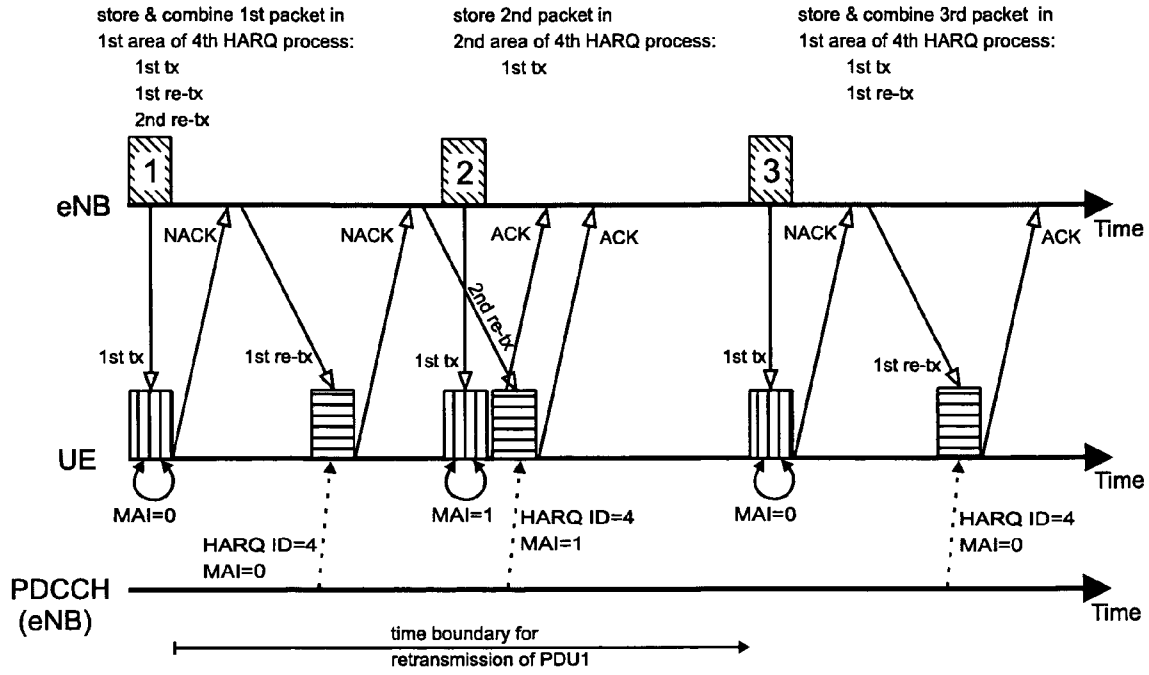 store & combine 1st packet in
1st area of 4th HARQ process:
1st tx
1st re-tx
2nd re-tx
store 2nd packet in
2nd area of 4th HARQ process:
1st tx
store & combine 3rd packet in
1st area of 4th HARQ process:
1st tx
1st re-tx
1
2
3
eNB
Time
NACK
NACK
ACK
ACK
NACK
ACK
2nd re-tx
1st tx
1st re-tx
1st tx
1st tx
1st re-tx
UE
Time
MAI=0
MAI=1
MAI=0
HARQ ID=4
MAI=0
HARQ ID=4
MAI=1
HARQ ID=4
MAI=0
PDCCH
(eNB)
Time
time boundary for
retransmission of PDU1